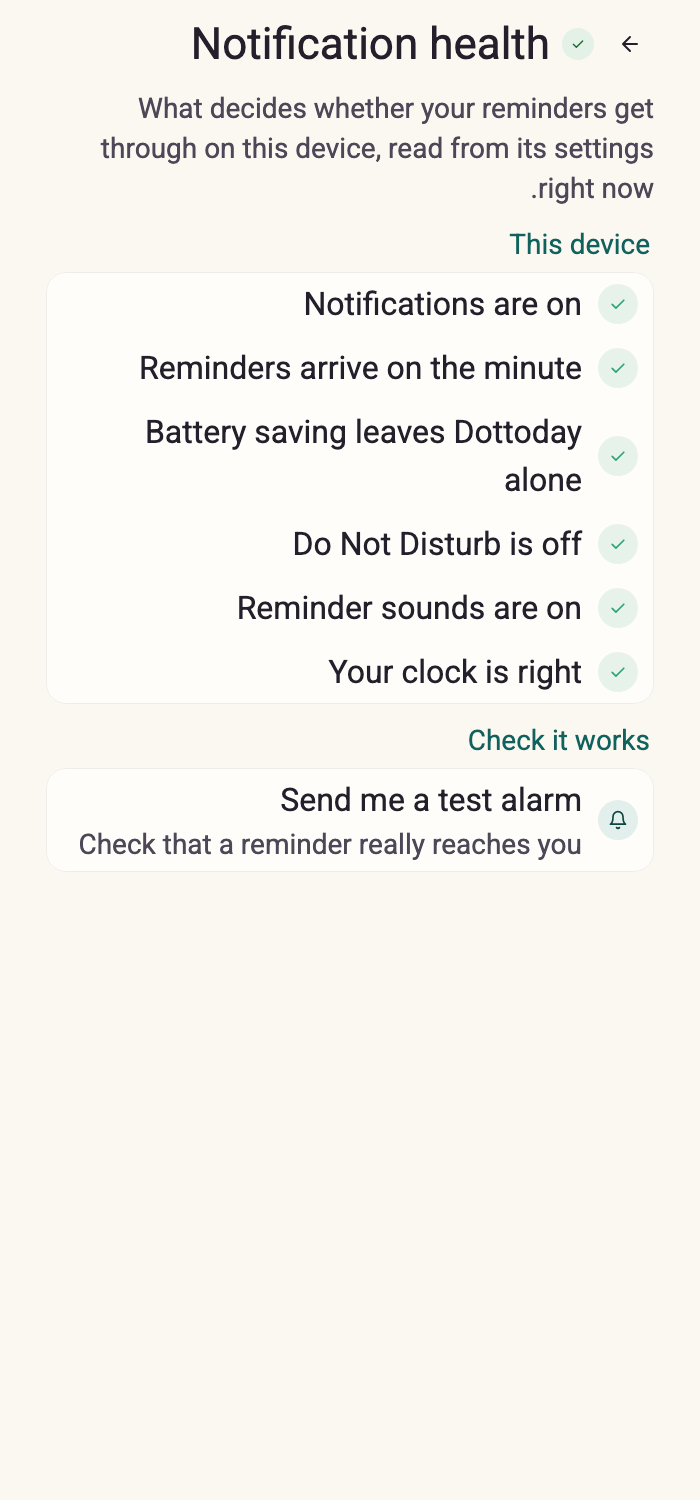 Notification health
What decides whether your reminders get
through on this device, read from its settings
.right now
This device
Notifications are on
Reminders arrive on the minute
Battery saving leaves Dottoday
alone
Do Not Disturb is off
Reminder sounds are on
Your clock is right
Check it works
Send me a test alarm
Check that a reminder really reaches you